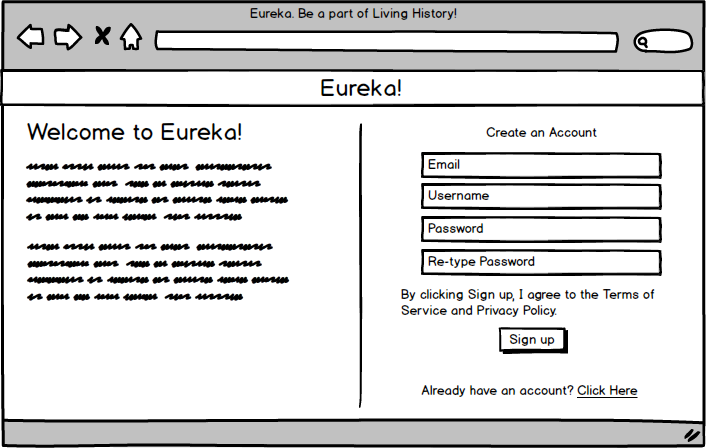 Eureka. Be a part of Living History!
Eureka!
Welcome to Eureka!
Create an Account
Email
Username
Password
Re-type Password
By clicking Sign up, I agree to the Terms of
Service and Privacy Policy.
Sign up
Already have an account? Click Here